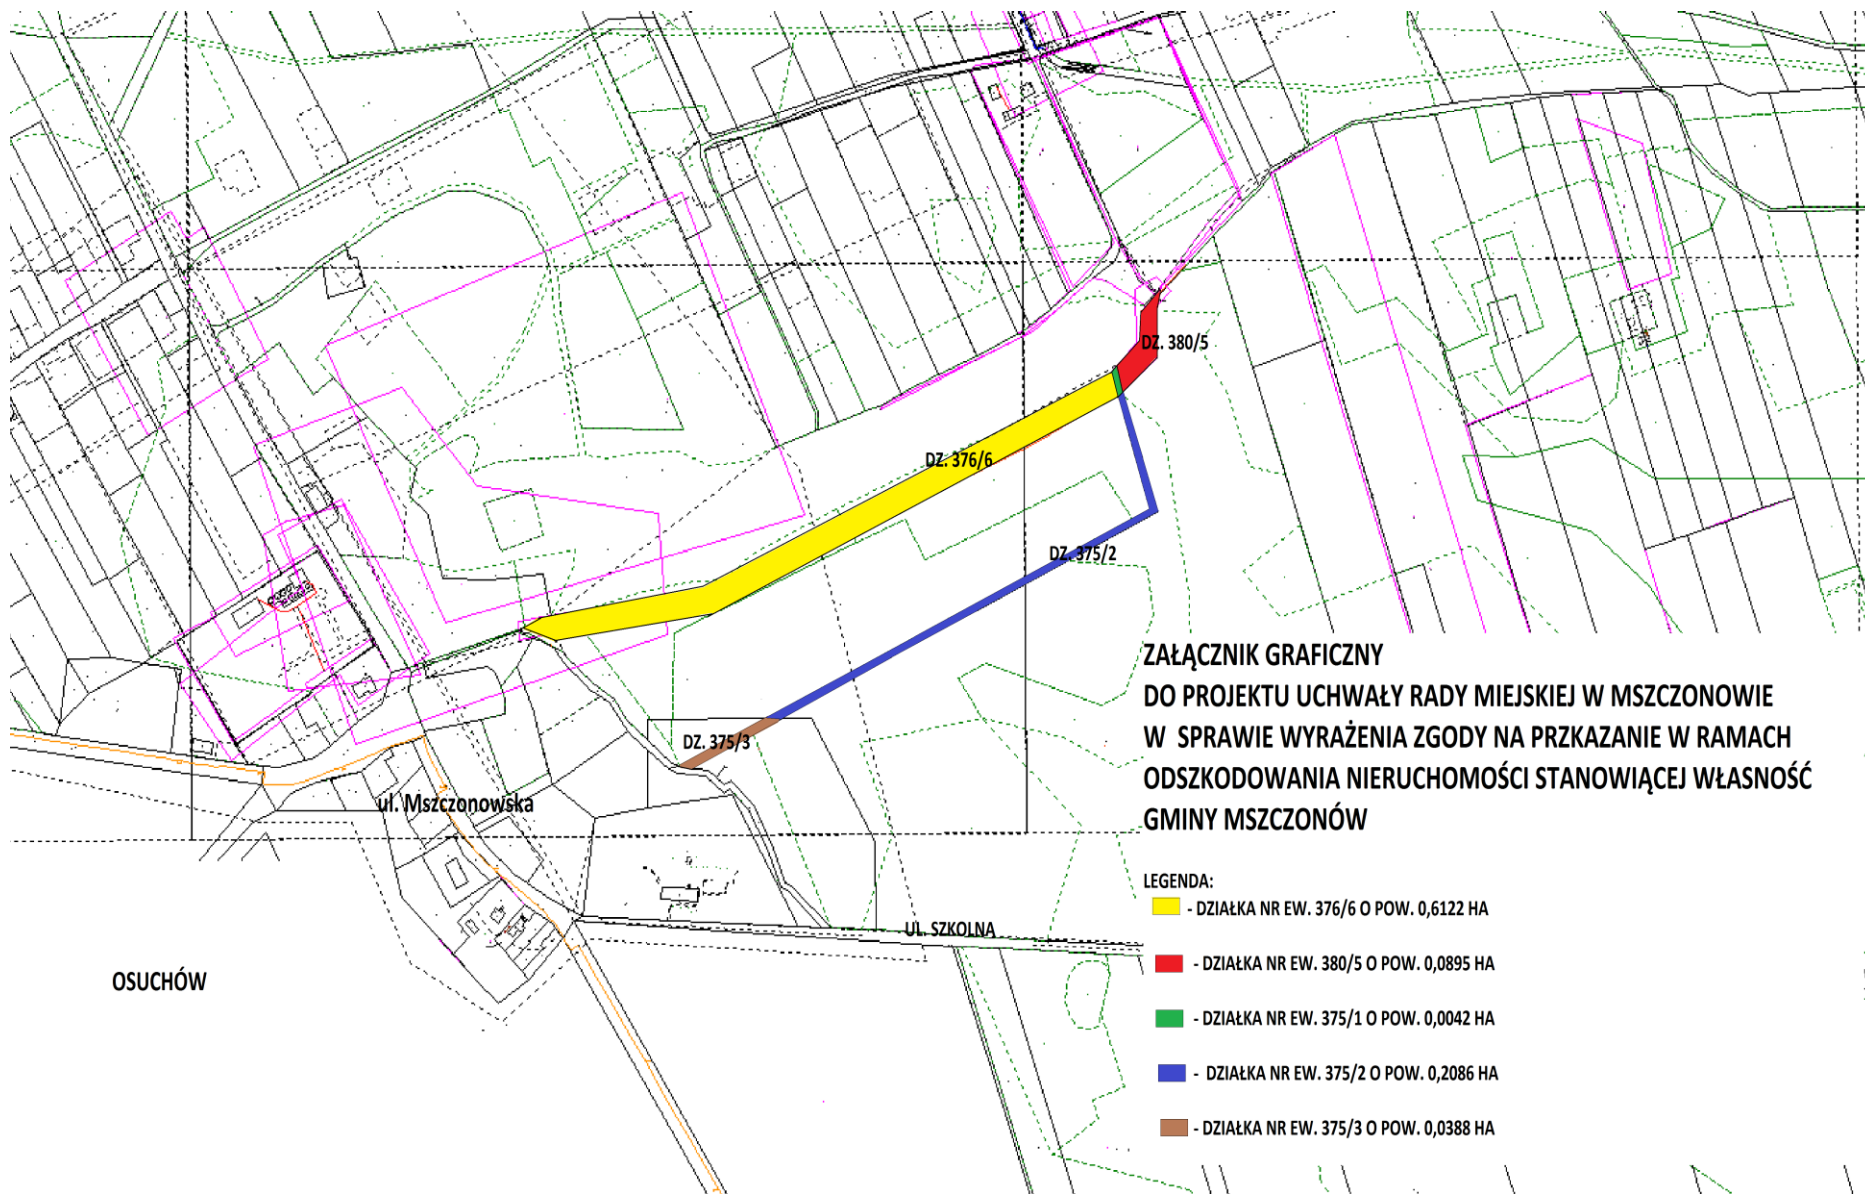 DZ. 380/5
DZ. 376/6
DZ. 375/2
DZ. 375/3
ul. Mszczonowska
UL. SZKOLNA
OSUCHÓW
ZAŁĄCZNIK GRAFICZNY
DO PROJEKTU UCHWAŁY RADY MIEJSKIEJ W MSZCZONOWIE
W SPRAWIE WYRAŻENIA ZGODY NA PRZKAZANIE W RAMACH
ODSZKODOWANIA NIERUCHOMOŚCI STANOWIĄCEJ WŁASNOŚĆ
GMINY MSZCZONÓW
LEGENDA:
- DZIAŁKA NR EW. 376/6 O POW. 0,6122 HA
- DZIAŁKA NR EW. 380/5 O POW. 0,0895 HA
- DZIAŁKA NR EW. 375/1 O POW. 0,0042 HA
- DZIAŁKA NR EW. 375/2 O POW. 0,2086 HA
- DZIAŁKA NR EW. 375/3 O POW. 0,0388 HA